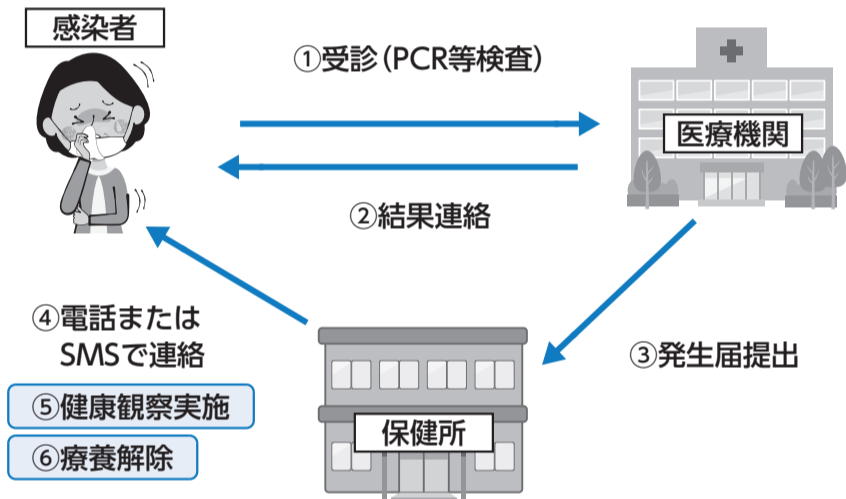 感染者
①受診(PCR等検査)
医療機関
②結果連絡
③発生届提出
④電話または
SMSで連絡
⑤健康観察実施
⑥療養解除
保健所